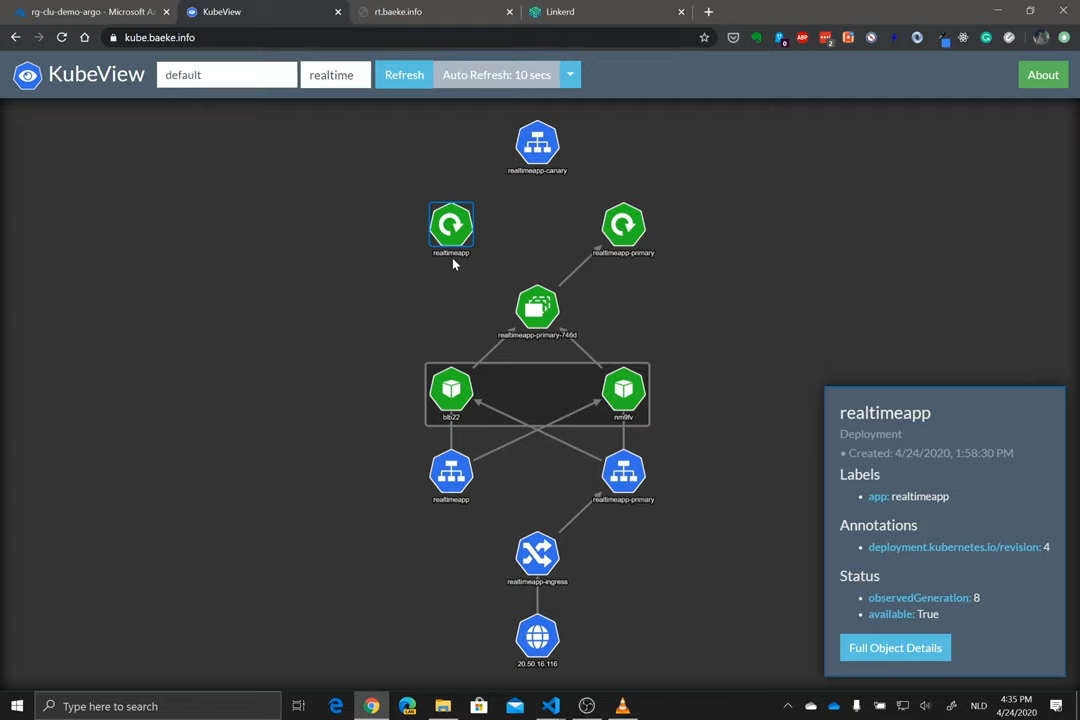 rg-clu-demo-argo - Microsoft A
KubeView
rt.baeke.info
Linkerd
kube.baeke.info
KubeView
default
realtime
Refresh
Auto Refresh: 10 secs
About
realtimeapp-canary
realtimeapp
realtimeapp-primary
realtimeapp-primary-746d
blb22
nm9fv
realtimeapp
realtimeapp-primary
realtimeapp-ingress
20.50.16.116
realtimeapp
Deployment
• Created: 4/24/2020, 1:58:30 PM
Labels
• app: realtimeapp
Annotations
• deployment.kubernetes.io/revision: 4
Status
• observedGeneration: 8
• available: True
Full Object Details
Type here to search
NLD
4:35 PM
4/24/2020